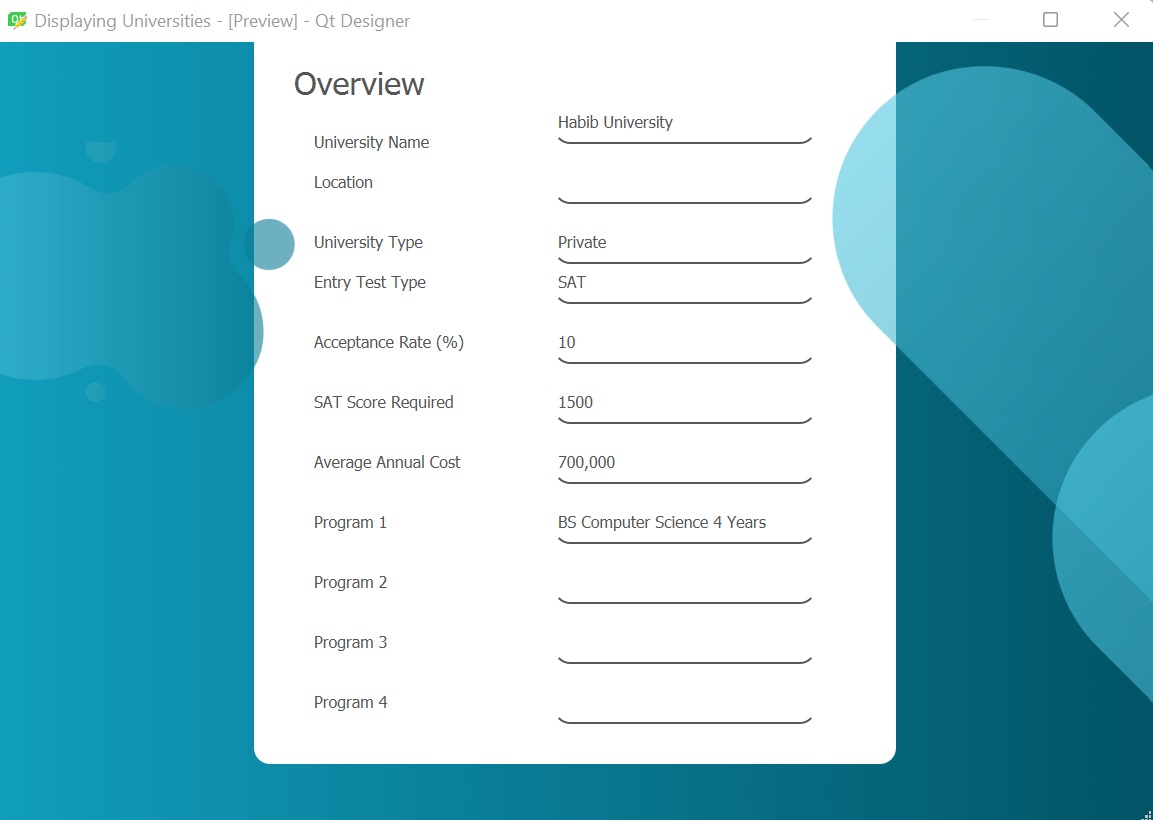 Displaying Universities - [Preview] - Qt Designer
Overview
University Name Habib University
Location
University Type Private
Entry Test Type SAT
Acceptance Rate (%) 10
SAT Score Required 1500
Average Annual Cost 700,000
Program 1 BS Computer Science 4 Years
Program 2
Program 3
Program 4